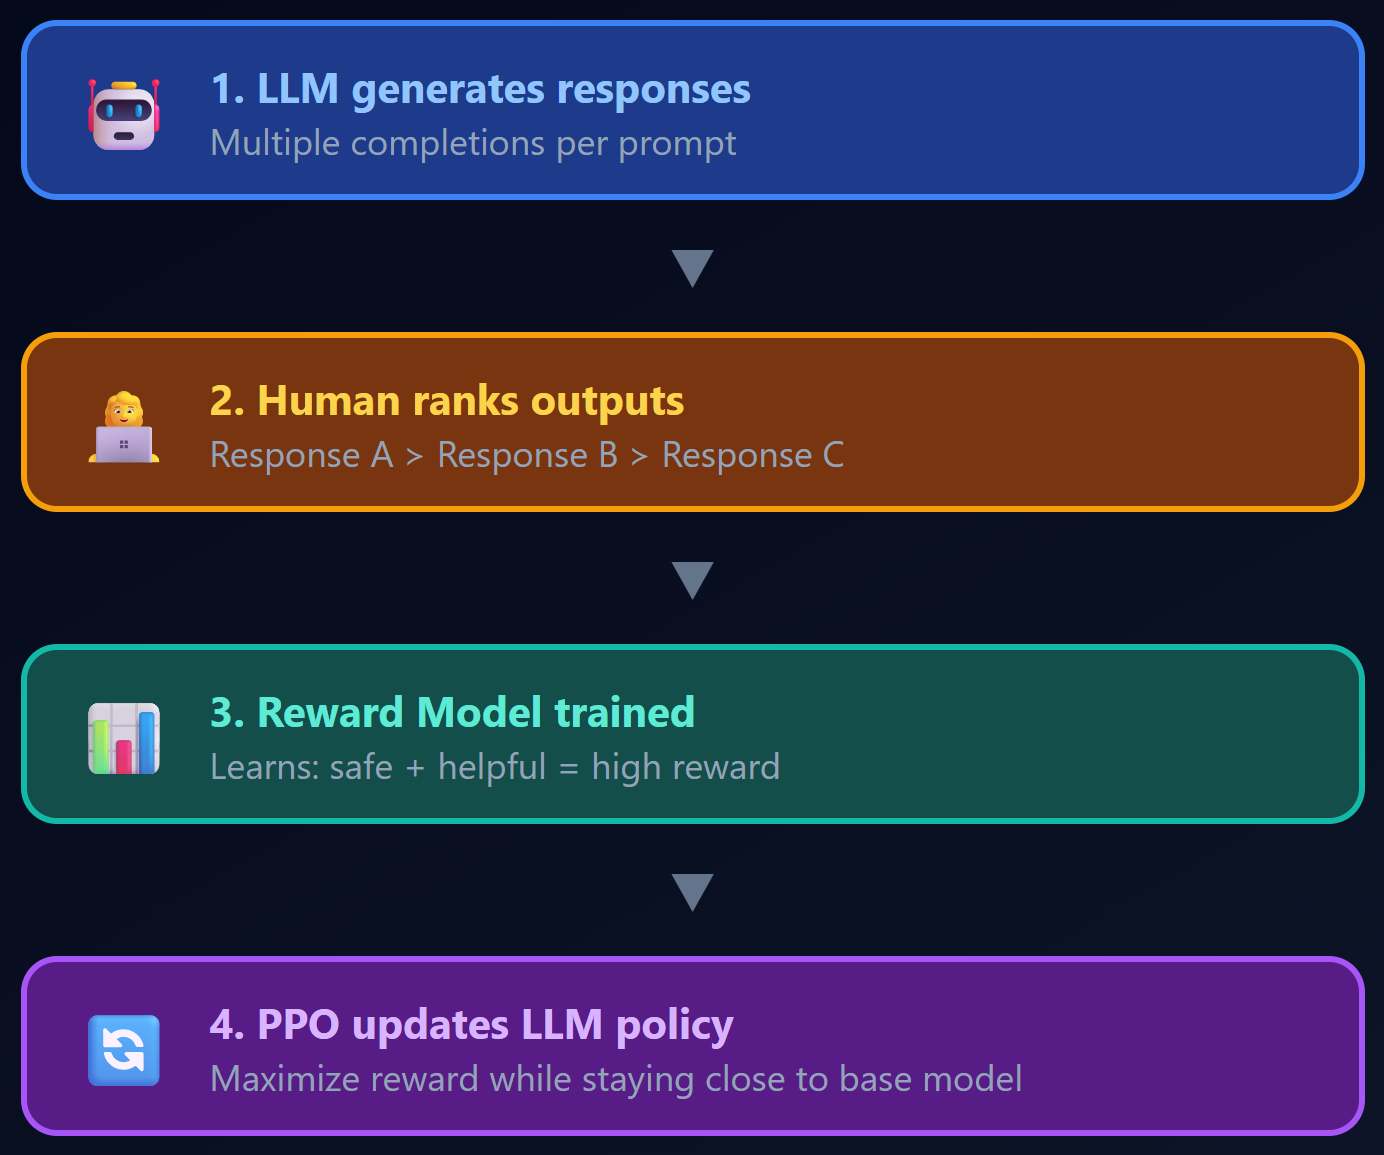 1. LLM generates responses
Multiple completions per prompt
2. Human ranks outputs
Response A > Response B > Response C
3. Reward Model trained
Learns: safe + helpful = high reward
4. PPO updates LLM policy
Maximize reward while staying close to base model